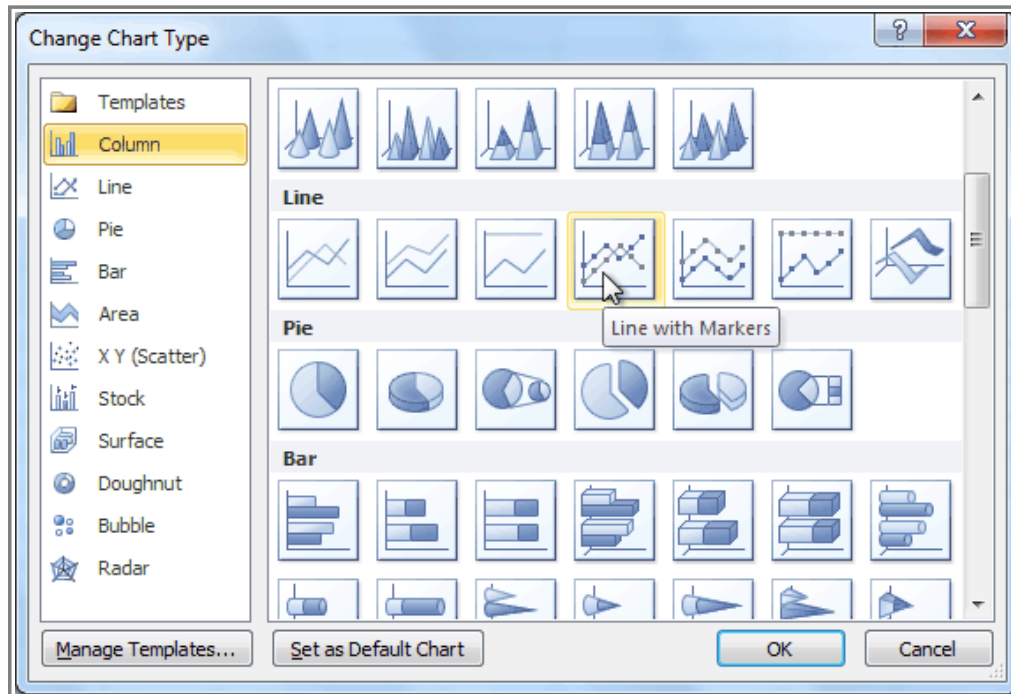 Change Chart Type
?
X
Templates
Column
Line
Pie
Bar
Area
X Y (Scatter)
Stock
Surface
Doughnut
Bubble
Radar
Line
Line with Markers
Pie
Bar
Manage Templates...
Set as Default Chart
OK
Cancel